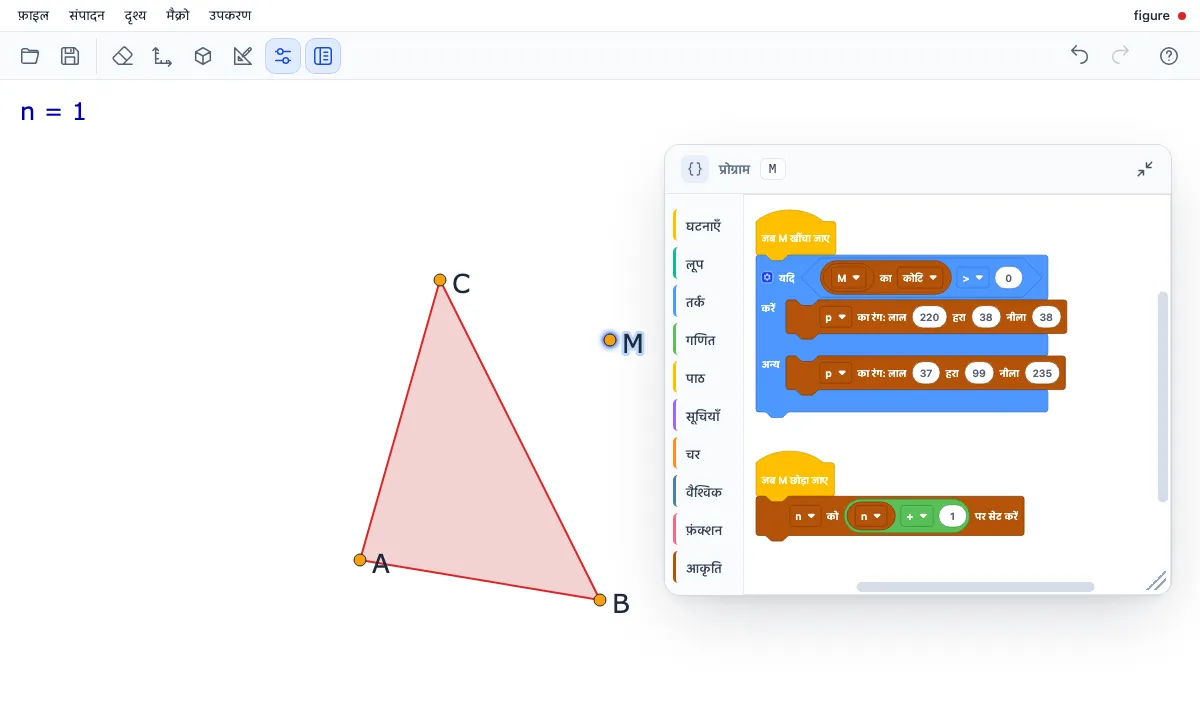 फ़ाइल संपादन दृश्य मैक्रो उपकरण figure
n = 1
C
M
A
B
{} प्रोग्राम M
घटनाएँ
लूप
तर्क
गणित
पाठ
सूचियाँ
चर
वैश्विक
फ़ंक्शन
आकृति
जब M खींचा जाए
यदि M का कोटि > 0
करें p का रंग: लाल 220 हरा 38 नीला 38
अन्य p का रंग: लाल 37 हरा 99 नीला 235
जब M छोड़ा जाए
n को n + 1 पर सेट करें